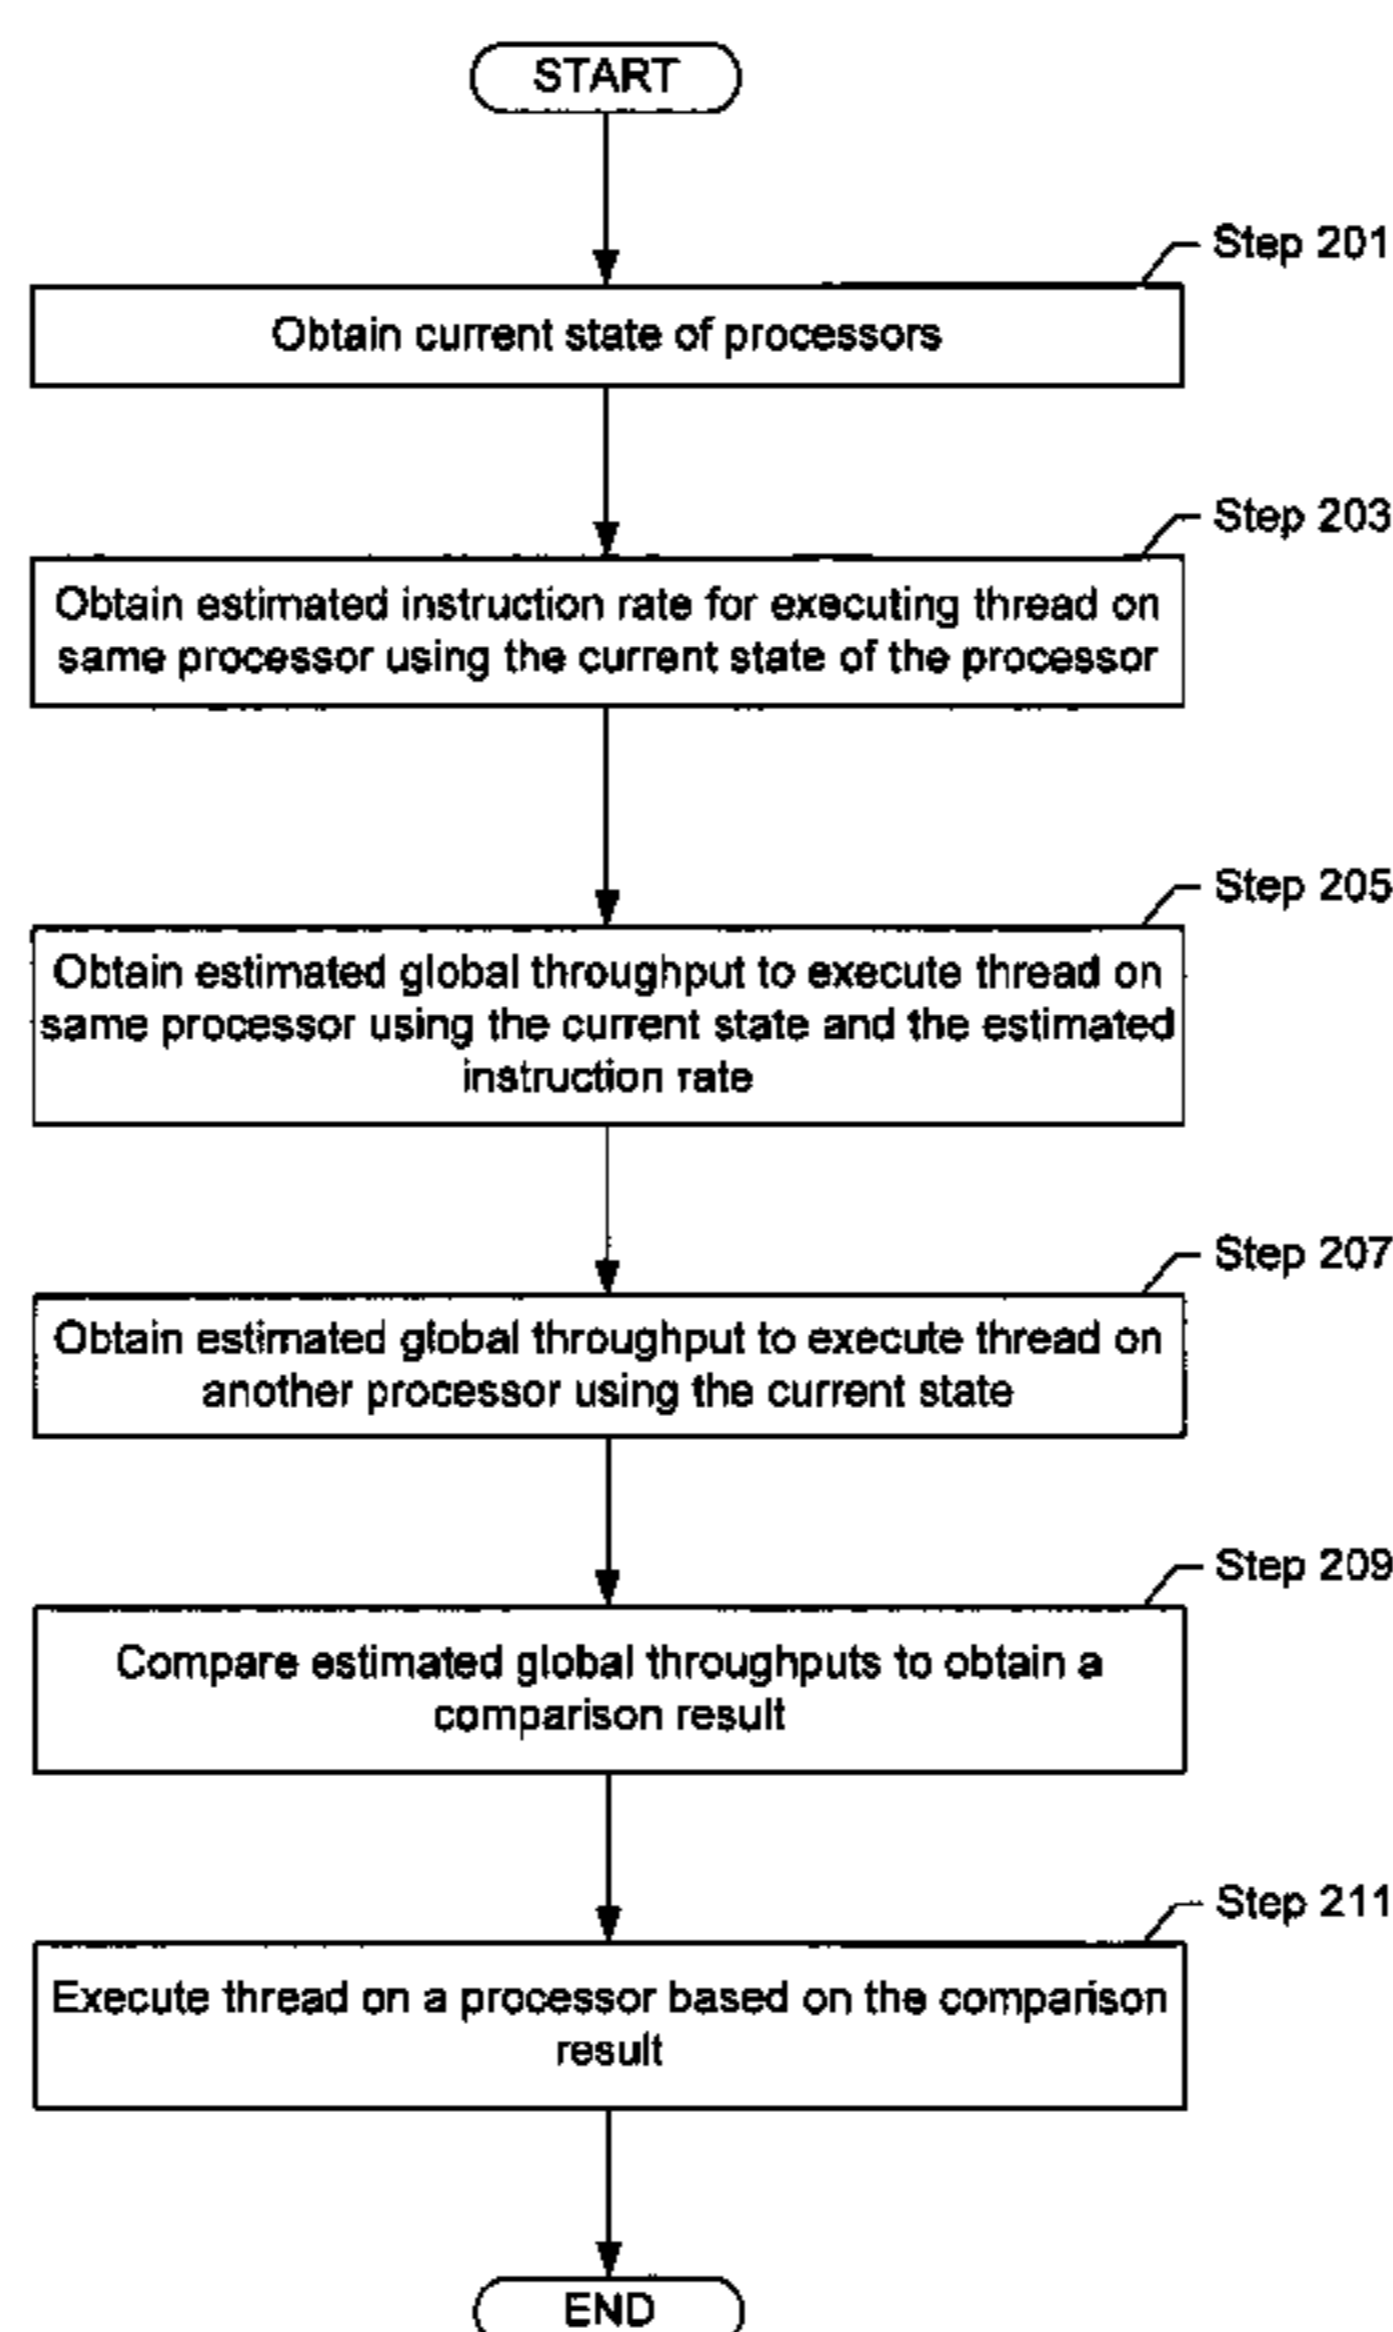 START
Step 201
Obtain current state of processors
Step 203
Obtain estimated instruction rate for executing thread on
same processor using the current state of the processor
Step 205
Obtain estimated global throughput to execute thread on
same processor using the current state and the estimated
instruction rate
Step 207
Obtain estimated global throughput to execute thread on
another processor using the current state
Step 209
Compare estimated global throughputs to obtain a
comparison result
Step 211
Execute thread on a processor based on the comparison
result
END